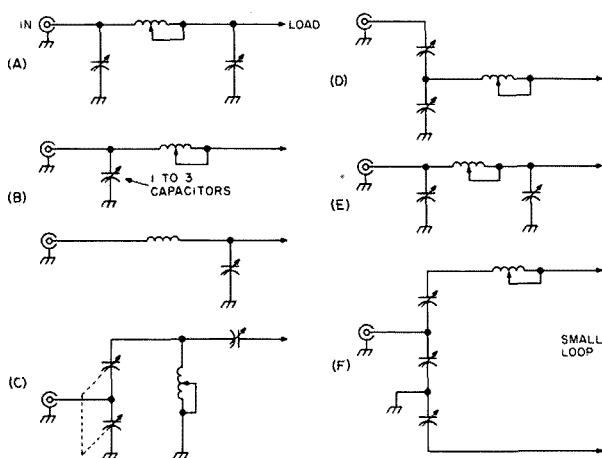 IN
LOAD
(A)
(B)
1 TO 3
CAPACITORS
(C)
(D)
(E)
(F)
SMALL
LOOP